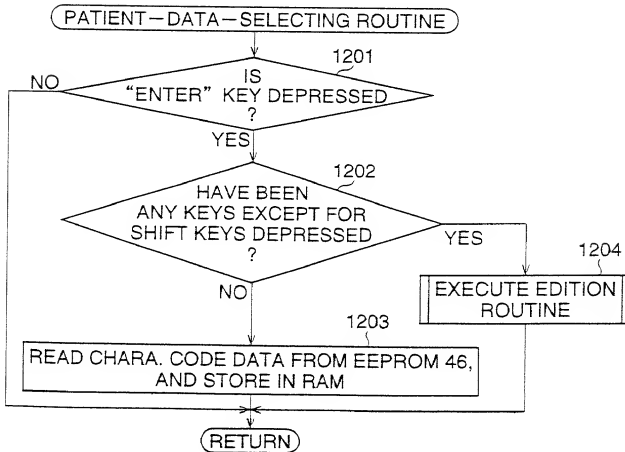 PATIENT-DATA-SELECTING ROUTINE
1201
NO
IS
"ENTER" KEY DEPRESSED
?
YES
1202
HAVE BEEN
ANY KEYS EXCEPT FOR
SHIFT KEYS DEPRESSED
?
YES
1204
NO
EXECUTE EDITION
ROUTINE
1203
READ CHARA. CODE DATA FROM EEPROM 46,
AND STORE IN RAM
RETURN